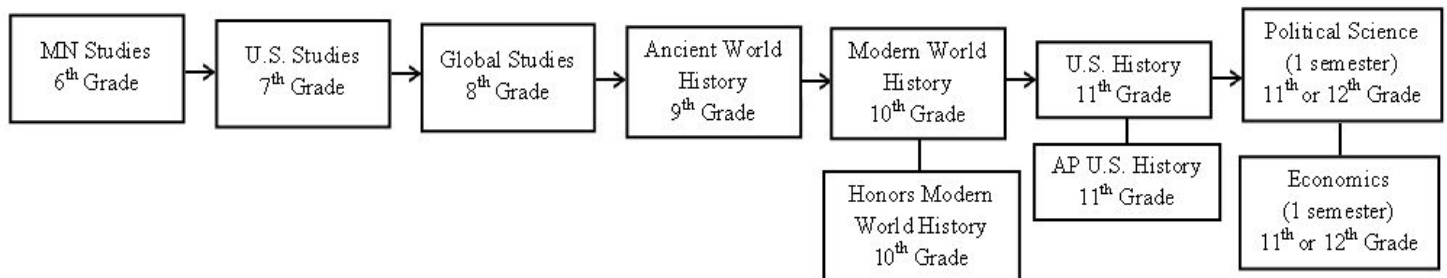 MN Studies
6th Grade
U.S. Studies
7th Grade
Global Studies
8th Grade
Ancient World
History
9th Grade
Modern World
History
10th Grade
Honors Modern
World History
10th Grade
U.S. History
11th Grade
AP U.S. History
11th Grade
Political Science
(1 semester)
11th or 12th Grade
Economics
(1 semester)
11th or 12th Grade